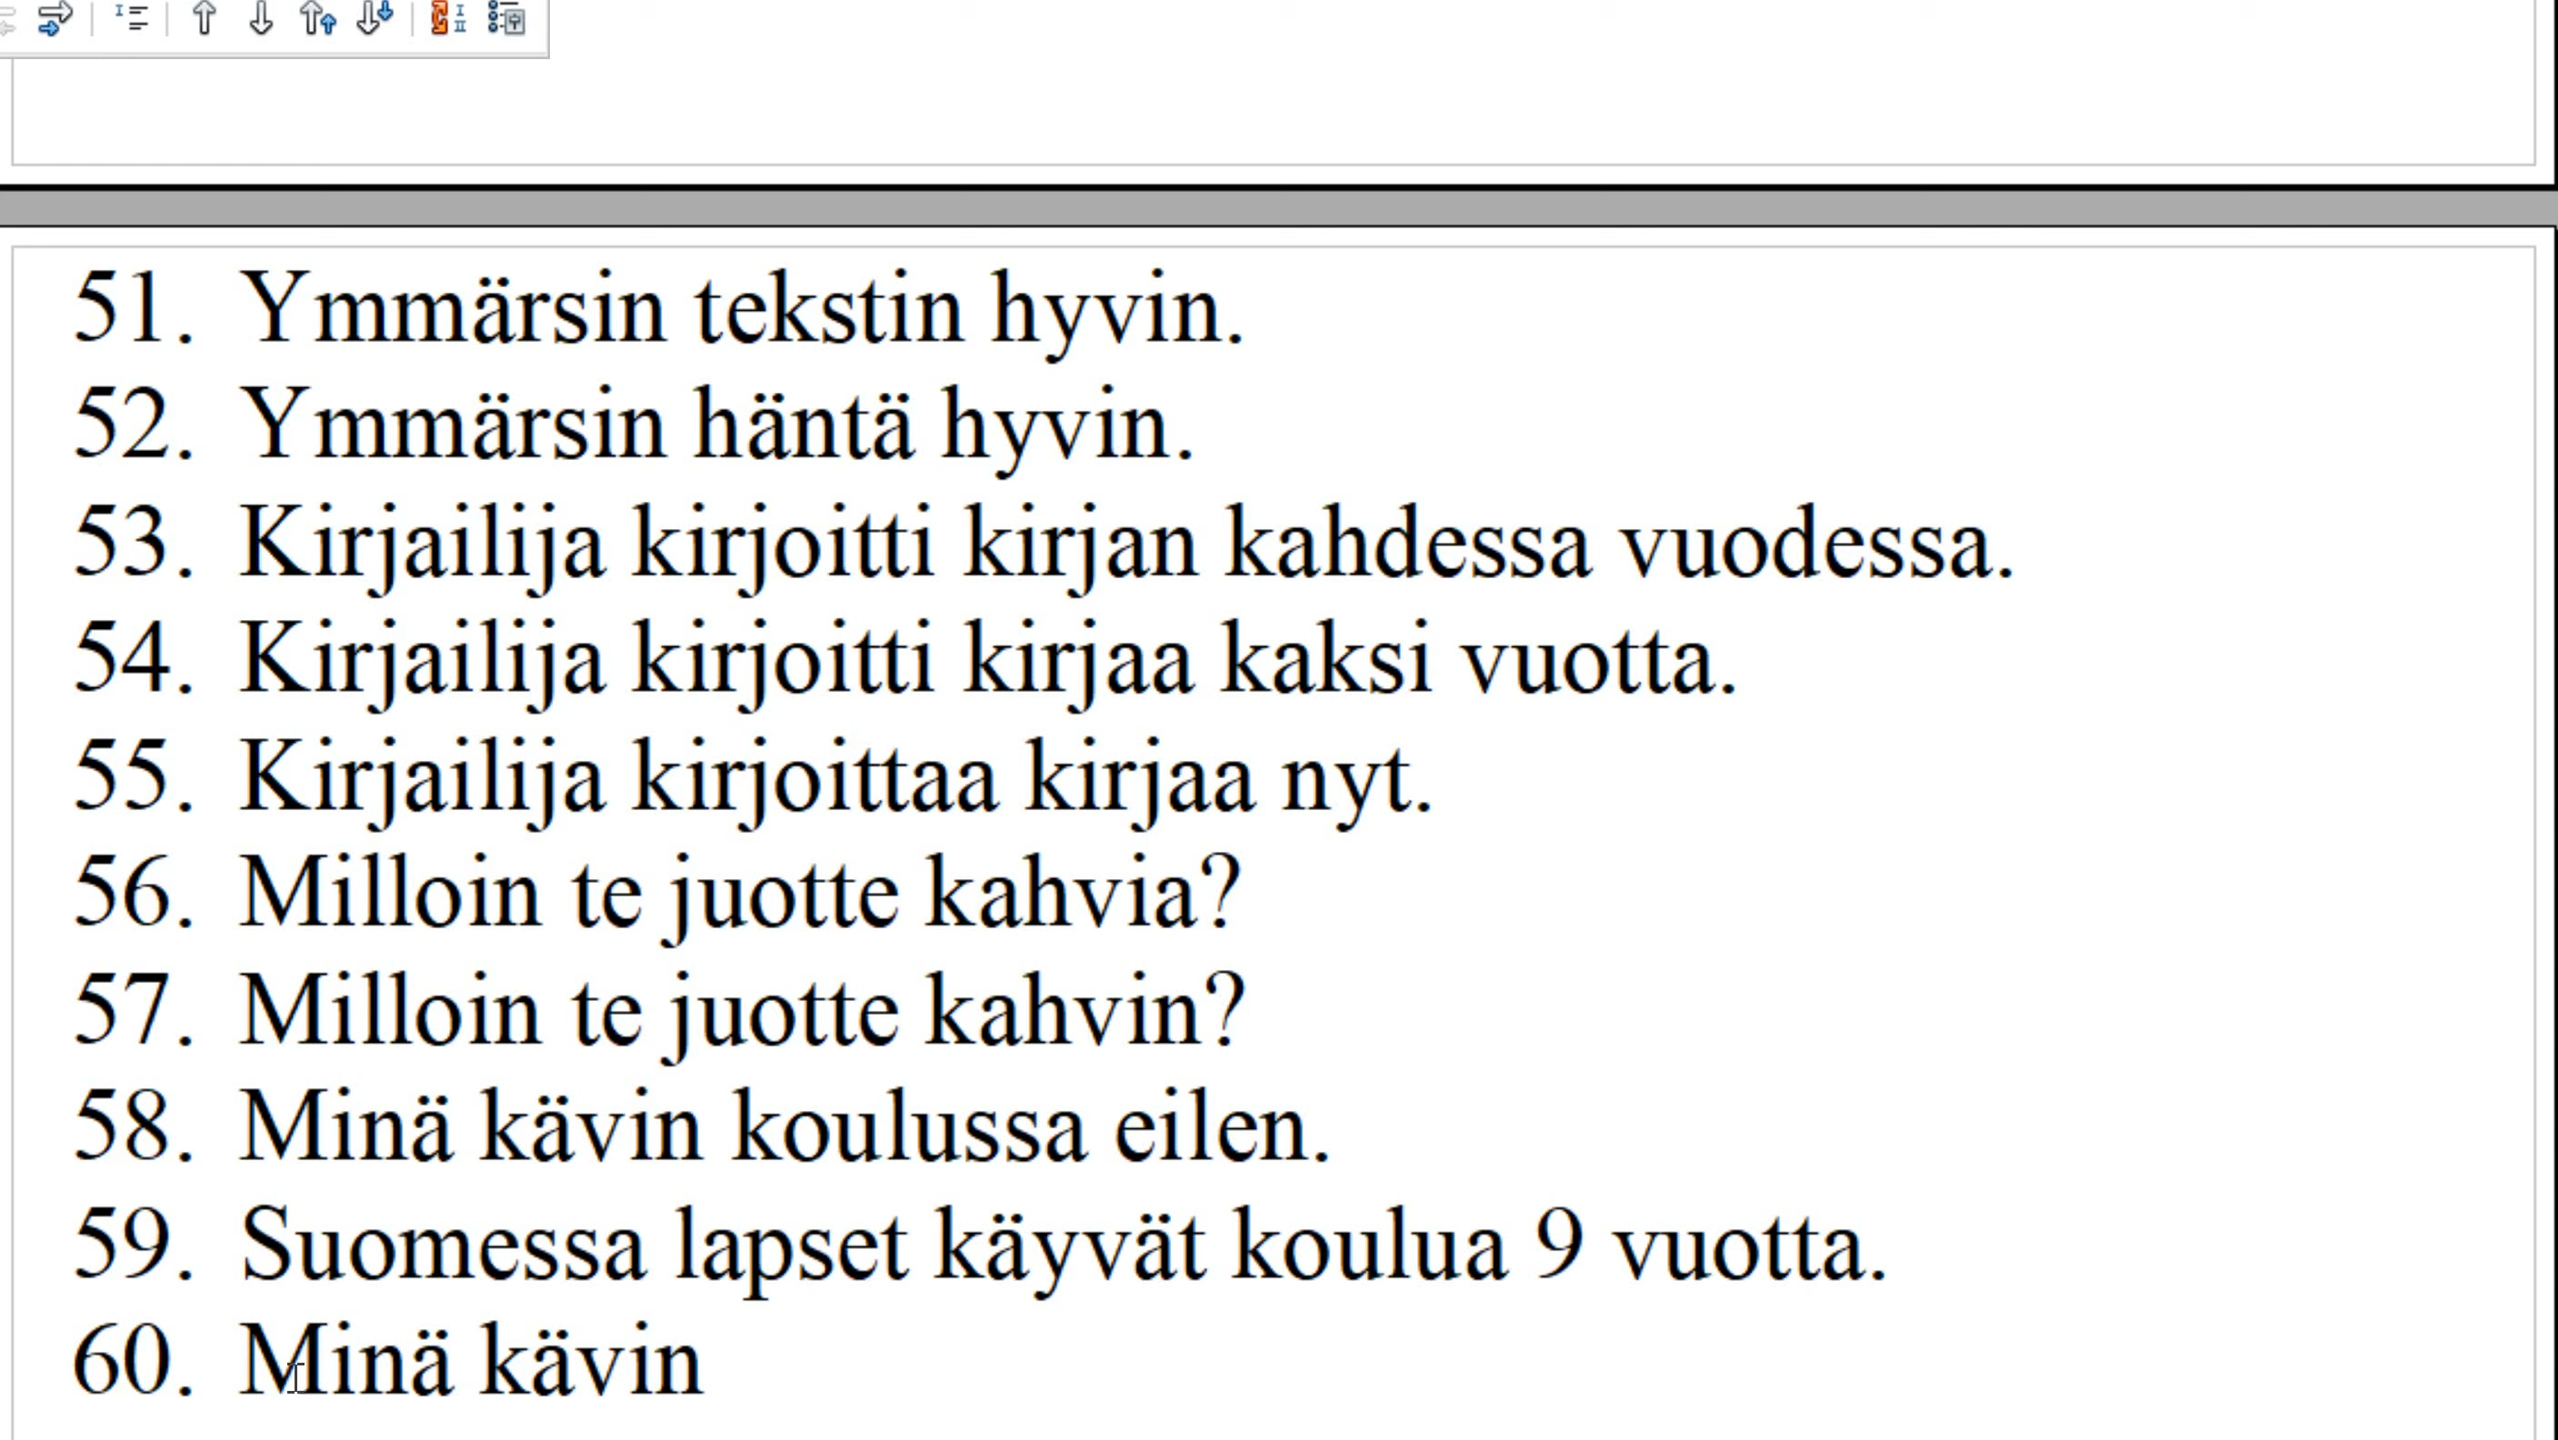 51. Ymmärsin tekstin hyvin.
52. Ymmärsin häntä hyvin.
53. Kirjailija kirjoitti kirjan kahdessa vuodessa.
54. Kirjailija kirjoitti kirjaa kaksi vuotta.
55. Kirjailija kirjoittaa kirjaa nyt.
56. Milloin te juotte kahvia?
57. Milloin te juotte kahvin?
58. Minä kävin koulussa eilen.
59. Suomessa lapset käyvät koulua 9 vuotta.
60. Minä kävin